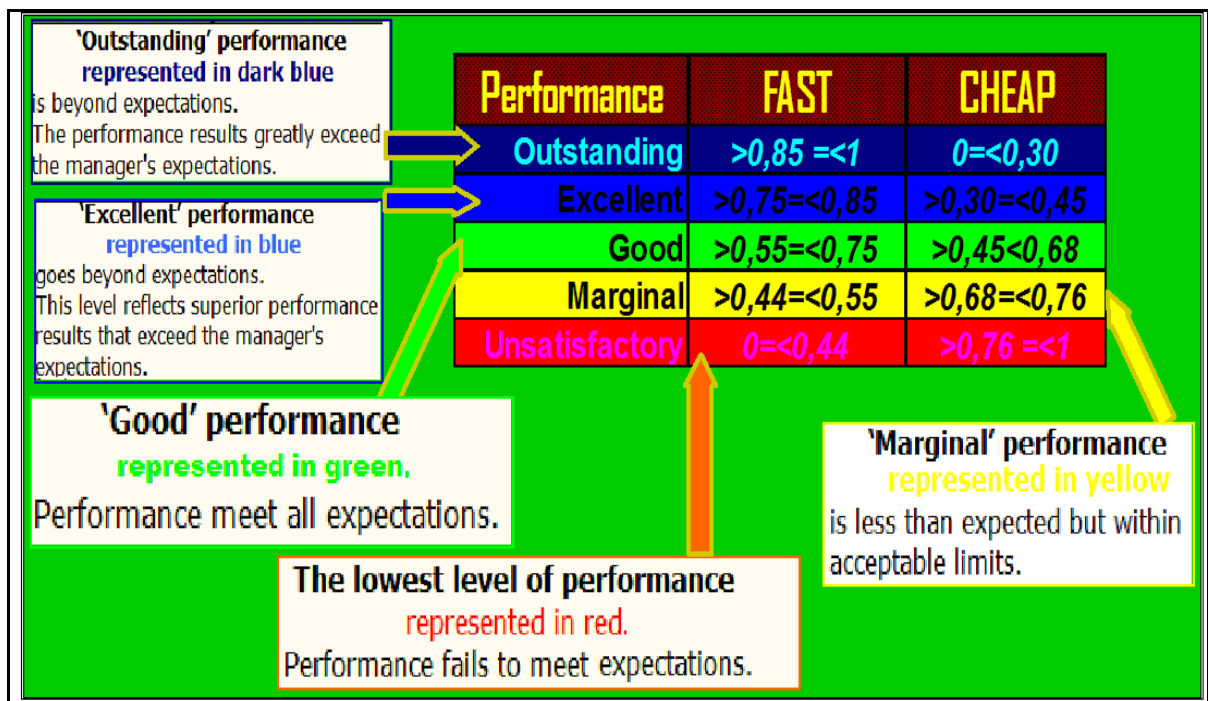 ‘Outstanding’ performance
represented in dark blue
is beyond expectations.
The performance results greatly exceed
the manager's expectations.
‘Excellent’ performance
represented in blue
goes beyond expectations.
This level reflects superior performance
results that exceed the manager's
expectations.
Performance FAST CHEAP
Outstanding >0,85 =<1 0=<0,30
Excellent >0,75=<0,85 >0,30=<0,45
Good >0,55=<0,75 >0,45<0,68
Marginal >0,44=<0,55 >0,68=<0,76
Unsatisfactory 0=<0,44 >0,76 =<1
‘Good’ performance
represented in green.
Performance meet all expectations.
‘Marginal’ performance
represented in yellow
is less than expected but within
acceptable limits.
The lowest level of performance
represented in red.
Performance fails to meet expectations.